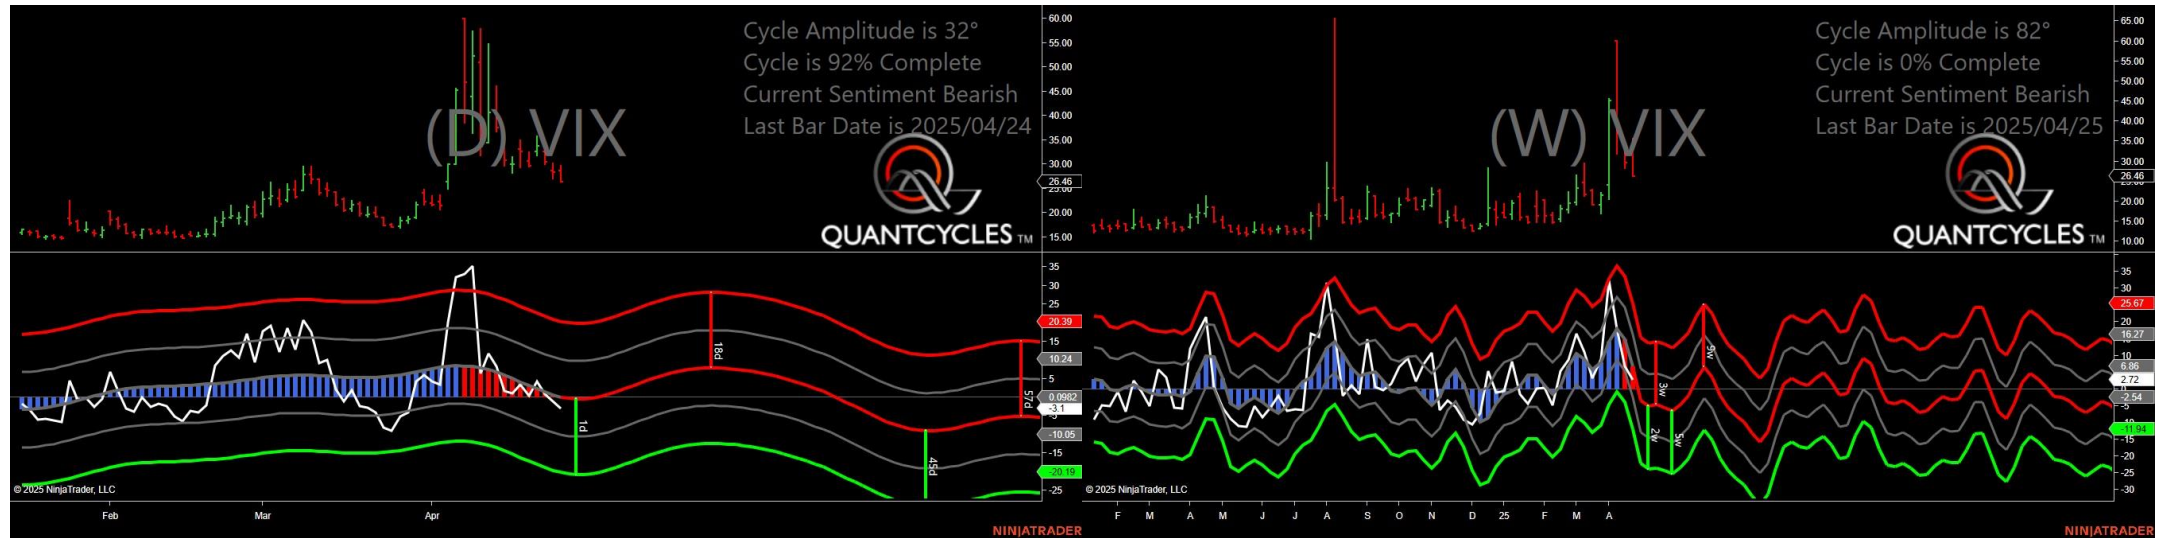 Cycle Amplitude is 32°
Cycle is 92% Complete
Current Sentiment Bearish
Last Bar Date is 2025/04/24
(D) VIX
QUANTCYCLES TM
60.00
55.00
50.00
45.00
40.00
35.00
30.00
26.46
25.00
20.00
15.00
35
30
25
20.39
15
10.24
5
0.0982
-3.1
-10.05
-15
-20.19
-25
1d
18d
45d
57d
© 2025 NinjaTrader, LLC
Feb
Mar
Apr
NINJATRADER
Cycle Amplitude is 82°
Cycle is 0% Complete
Current Sentiment Bearish
Last Bar Date is 2025/04/25
(W) VIX
QUANTCYCLES TM
65.00
60.00
55.00
50.00
45.00
40.00
35.00
30.00
26.46
20.00
15.00
10.00
35
30
25.67
20
16.27
10
6.86
2.72
-2.54
-5
-11.94
-15
-20
-25
-30
3w
2w
5w
9w
© 2025 NinjaTrader, LLC
F
M
A
M
J
J
A
S
O
N
D
25
F
M
A
NINJATRADER